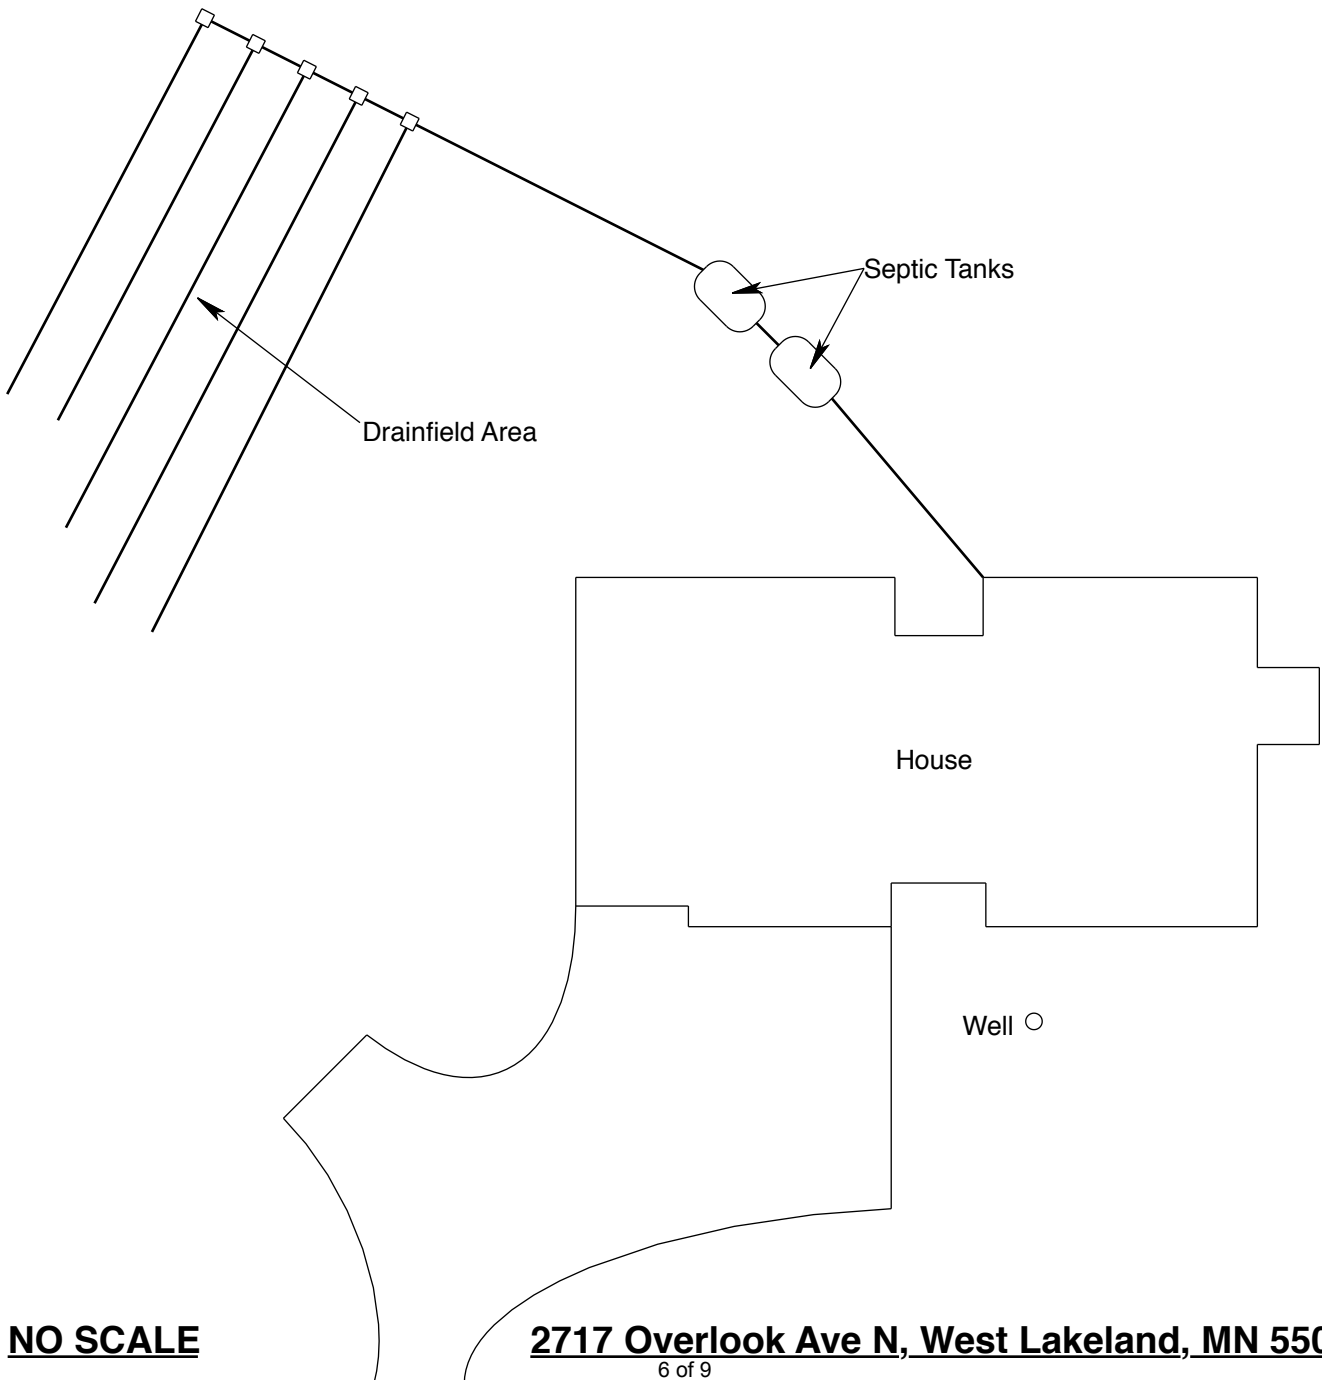 Septic Tanks
Drainfield Area
House
Well
NO SCALE
2717 Overlook Ave N, West Lakeland, MN
6 of 9